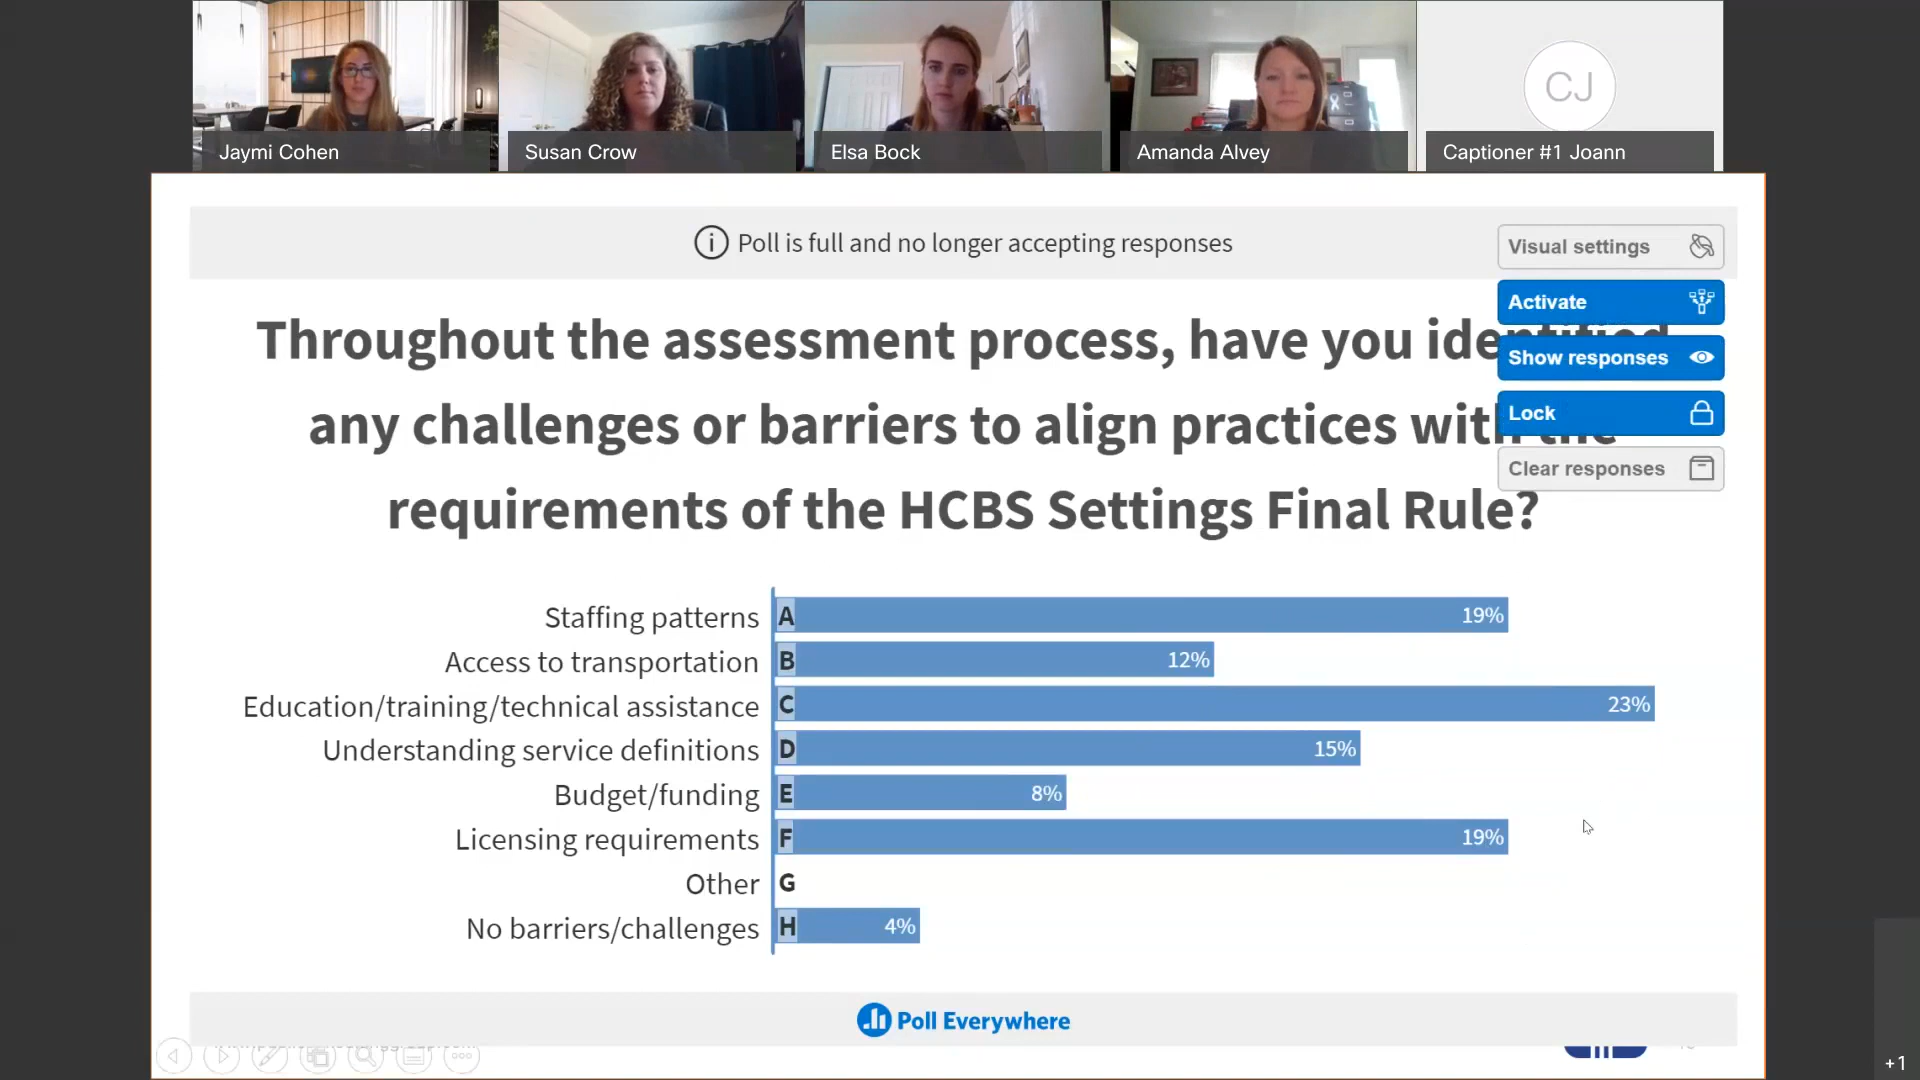 Jaymi Cohen
Susan Crow
Elsa Bock
Amanda Alvey
CJ
Captioner #1 Joann
Poll is full and no longer accepting responses
Visual settings
Activate
Show responses
Lock
Clear responses
Throughout the assessment process, have you identified
any challenges or barriers to align practices with the
requirements of the HCBS Settings Final Rule?
Staffing patterns A 19%
Access to transportation B 12%
Education/training/technical assistance C 23%
Understanding service definitions D 15%
Budget/funding E 8%
Licensing requirements F 19%
Other G
No barriers/challenges H 4%
Poll Everywhere
+1